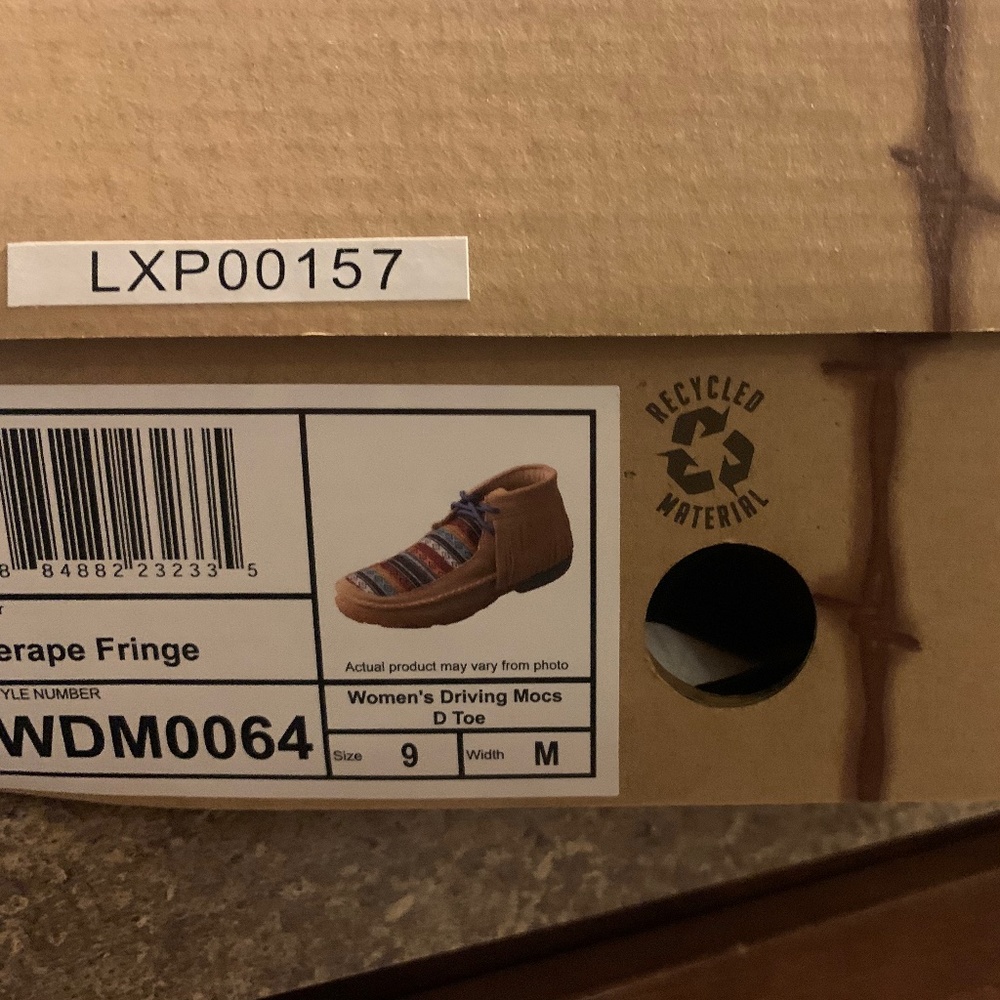 LXP00157
RECYCLED
MATERIAL
8 84882 23233 5
erape Fringe
YLE NUMBER
WDM0064
Actual product may vary from photo
Women's Driving Mocs
D Toe
Size 9 Width M